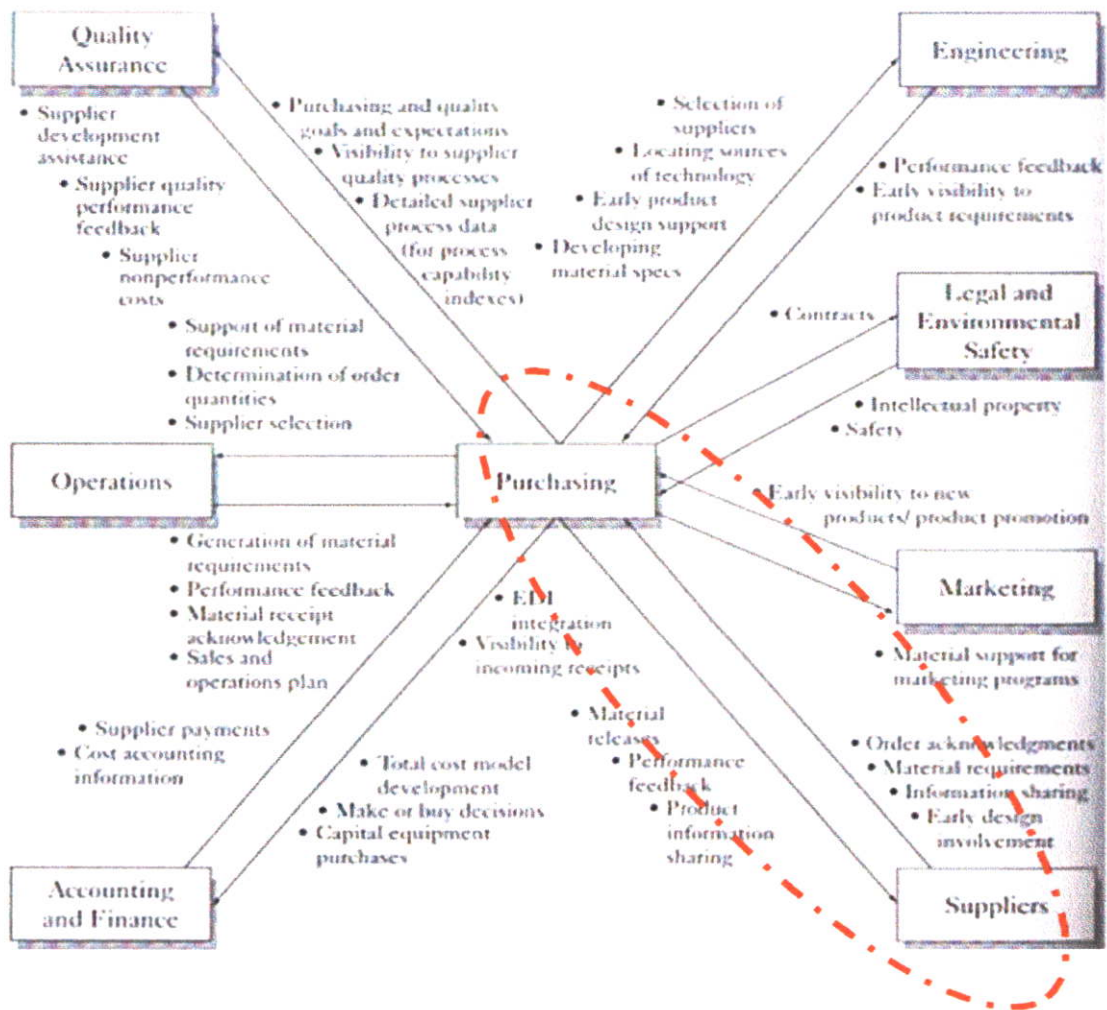 Quality
Assurance
Engineering
• Supplier
development
assistance
• Supplier quality
performance
feedback
• Supplier
nonperformance
costs
• Purchasing and quality
goals and expectations
• Visibility to supplier
quality processes
• Detailed supplier
process data
(for process
capability
indexes)
• Selection of
suppliers
• Locating sources
of technology
• Early product
design support
• Developing
material specs
• Performance feedback
• Early visibility to
product requirements
Legal and
Environmental
Safety
• Contracts
• Intellectual property
• Safety
• Support of material
requirements
• Determination of order
quantities
• Supplier selection
Operations
Purchasing
• Early visibility to new
products/ product promotion
Marketing
• Generation of material
requirements
• Performance feedback
• Material receipt
acknowledgement
• Sales and
operations plan
• EDI
integration
• Visibility to
incoming receipts
• Material support for
marketing programs
• Supplier payments
• Cost accounting
information
• Total cost model
development
• Make or buy decisions
• Capital equipment
purchases
• Material
releases
• Performance
feedback
• Product
information
sharing
• Order acknowledgments
• Material requirements
• Information sharing
• Early design
involvement
Accounting
and Finance
Suppliers